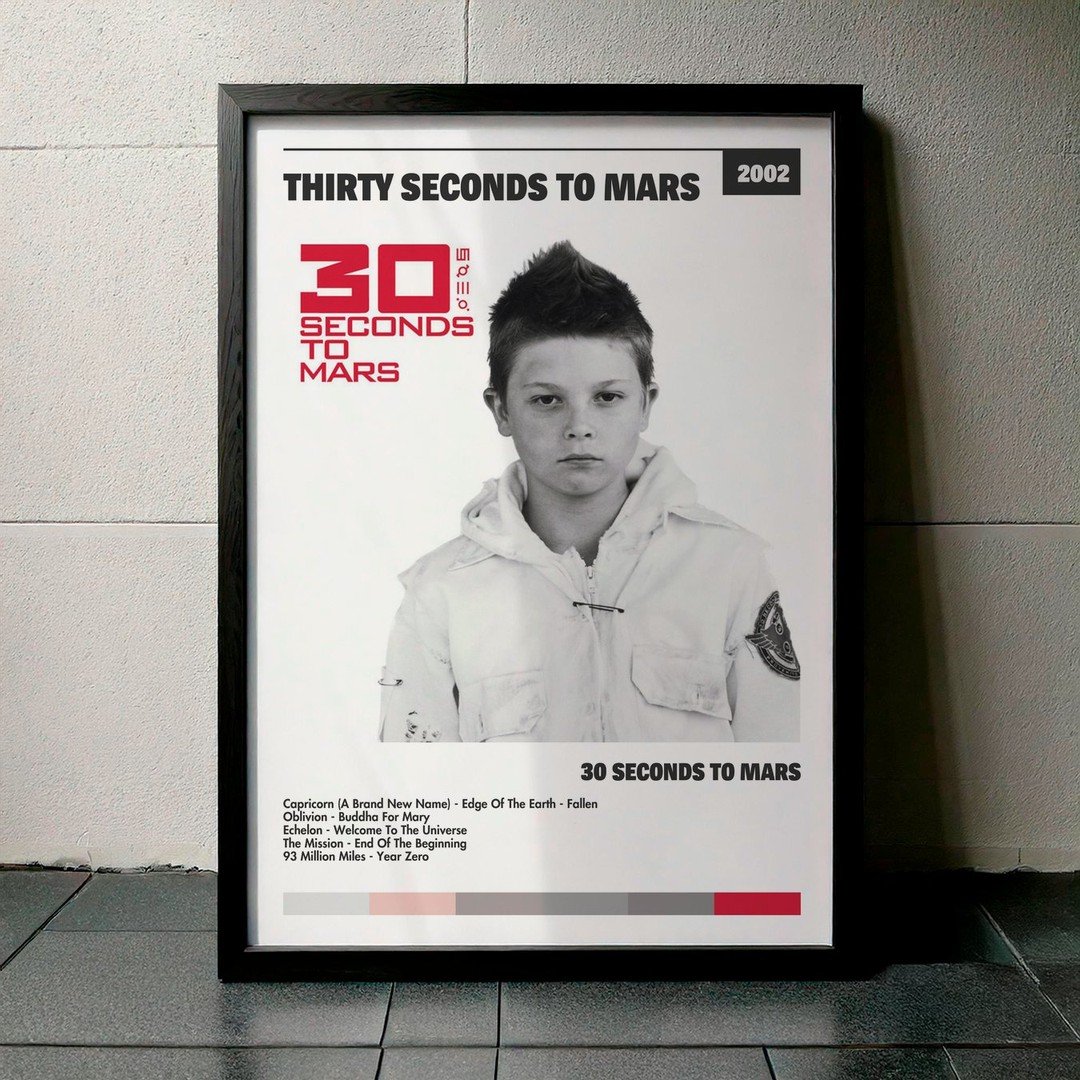 THIRTY SECONDS TO MARS
2002
30
SECONDS
TO
MARS
30 SECONDS TO MARS
Capricorn (A Brand New Name) - Edge Of The Earth - Fallen
Oblivion - Buddha For Mary
Echelon - Welcome To The Universe
The Mission - End Of The Beginning
93 Million Miles - Year Zero